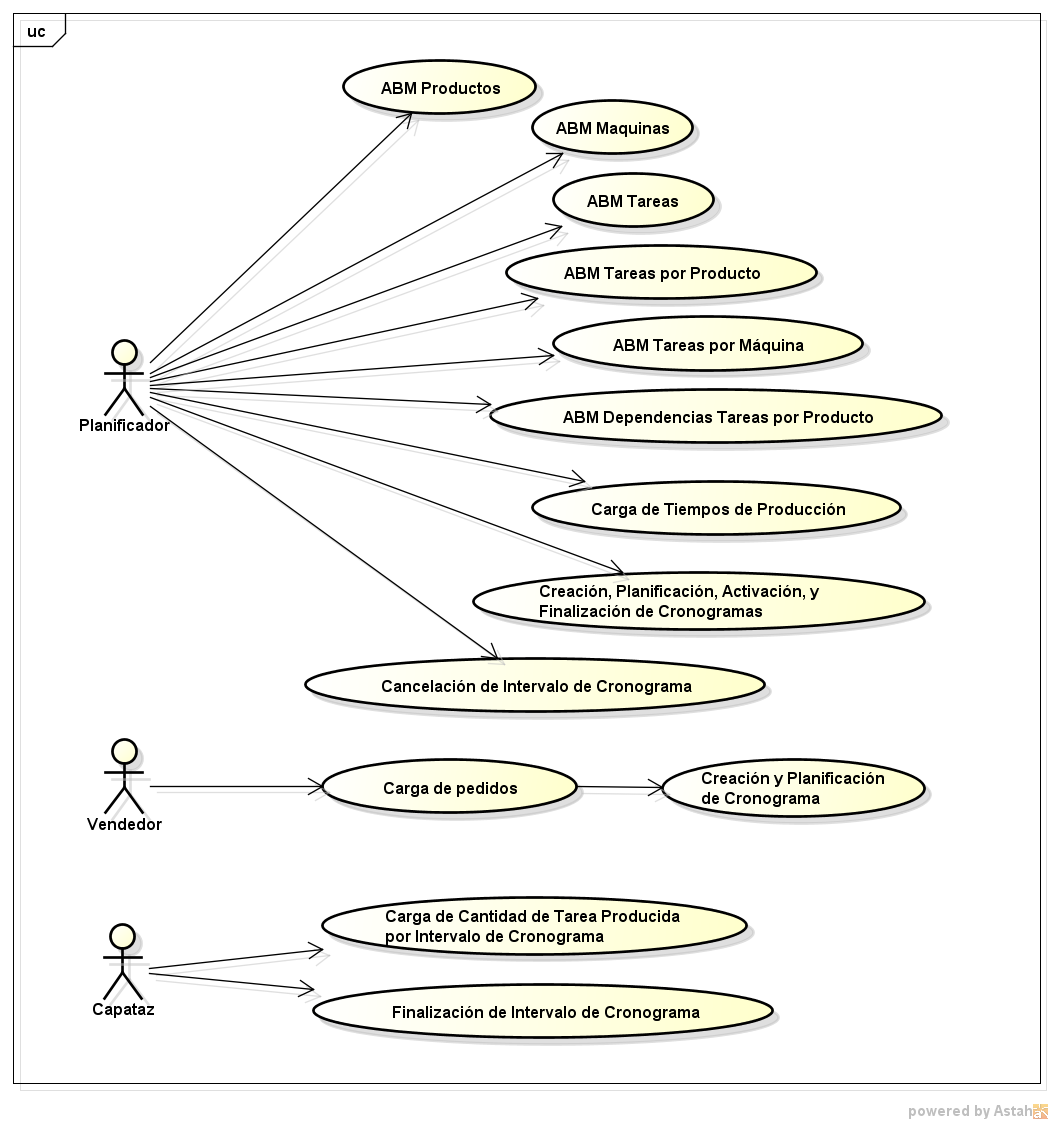 uc
ABM Productos
ABM Maquinas
ABM Tareas
ABM Tareas por Producto
ABM Tareas por Máquina
ABM Dependencias Tareas por Producto
Planificador
Carga de Tiempos de Producción
Creación, Planificación, Activación, y
Finalización de Cronogramas
Cancelación de Intervalo de Cronograma
Carga de pedidos
Creación y Planificación
de Cronograma
Vendedor
Carga de Cantidad de Tarea Producida
por Intervalo de Cronograma
Finalización de Intervalo de Cronograma
Capataz
powered by Astah